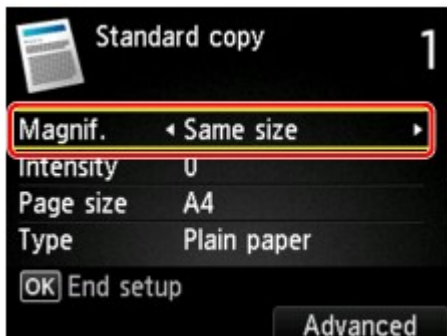 Standard copy 1
Magnif. Same size
Intensity 0
Page size A4
Type Plain paper
OK End setup
Advanced